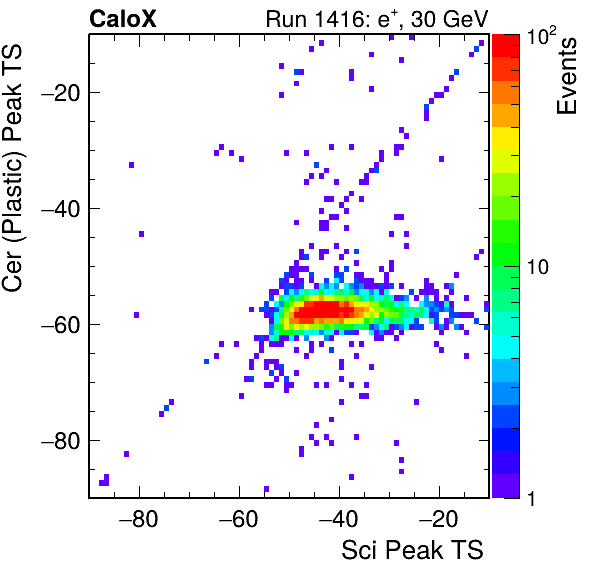 CaloX Run 1416: e+, 30 GeV
Cer (Plastic) Peak TS
−20
−40
−60
−80
−80 −60 −40 −20
Sci Peak TS
10²
10
1
Events